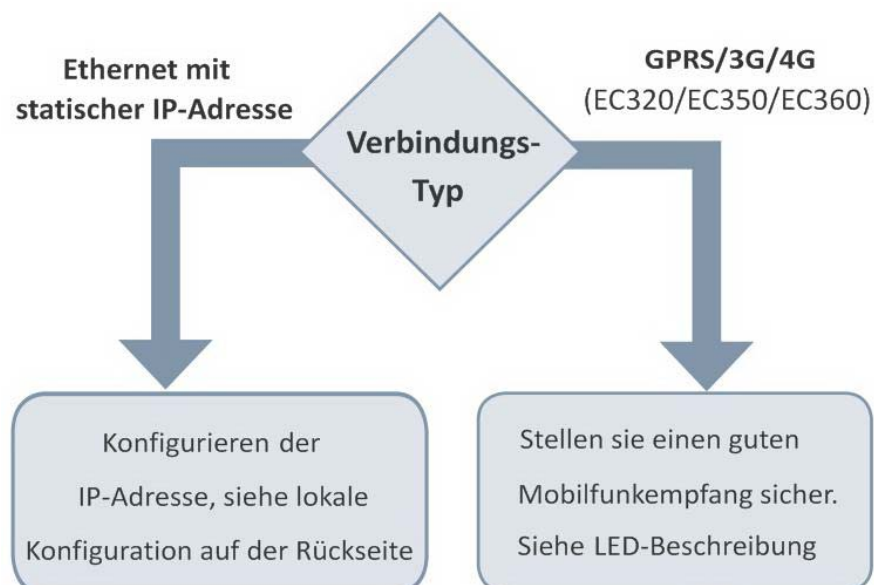 Ethernet mit
statischer IP-Adresse
GPRS/3G/4G
(EC320/EC350/EC360)
Verbindungs-
Typ
Konfigurieren der
IP-Adresse, siehe lokale
Konfiguration auf der Rückseite
Stellen sie einen guten
Mobilfunkempfang sicher.
Siehe LED-Beschreibung